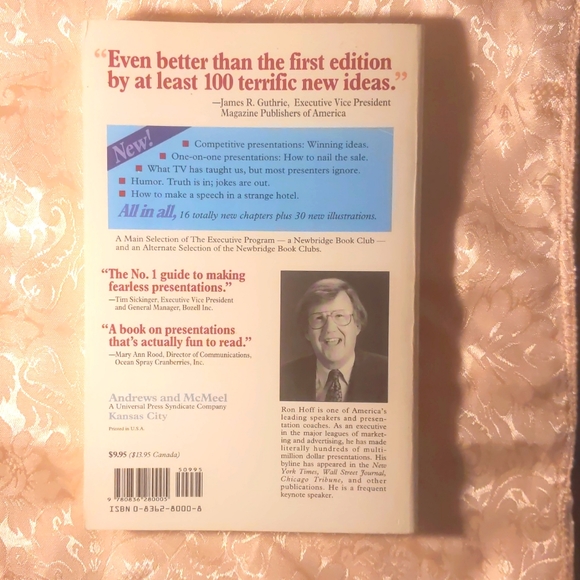 “Even better than the first edition
by at least 100 terrific new ideas.”
—James R. Guthrie, Executive Vice President
Magazine Publishers of America
New!
■ Competitive presentations: Winning ideas.
■ One-on-one presentations: How to nail the sale.
■ What TV has taught us, but most presenters ignore.
■ Humor. Truth is in; jokes are out.
■ How to make a speech in a strange hotel.
All in all, 16 totally new chapters plus 30 new illustrations.
A Main Selection of The Executive Program — a Newbridge Book Club —
and an Alternate Selection of the Newbridge Book Clubs.
“The No. 1 guide to making
fearless presentations.”
—Tim Sickinger, Executive Vice President
and General Manager, Bozell Inc.
“A book on presentations
that’s actually fun to read.”
—Mary Ann Rood, Director of Communications,
Ocean Spray Cranberries, Inc.
Andrews and McMeel
A Universal Press Syndicate Company
Kansas City
Printed in U.S.A.
$9.95 ($13.95 Canada)
50995
9 780836 280005
ISBN 0-8362-8000-8
Ron Hoff is one of America’s
leading speakers and presen-
tation coaches. As an executive
in the major leagues of market-
ing and advertising, he has made
literally hundreds of multi-
million dollar presentations. His
byline has appeared in the New
York Times, Wall Street Journal,
Chicago Tribune, and other
publications. He is a frequent
keynote speaker.